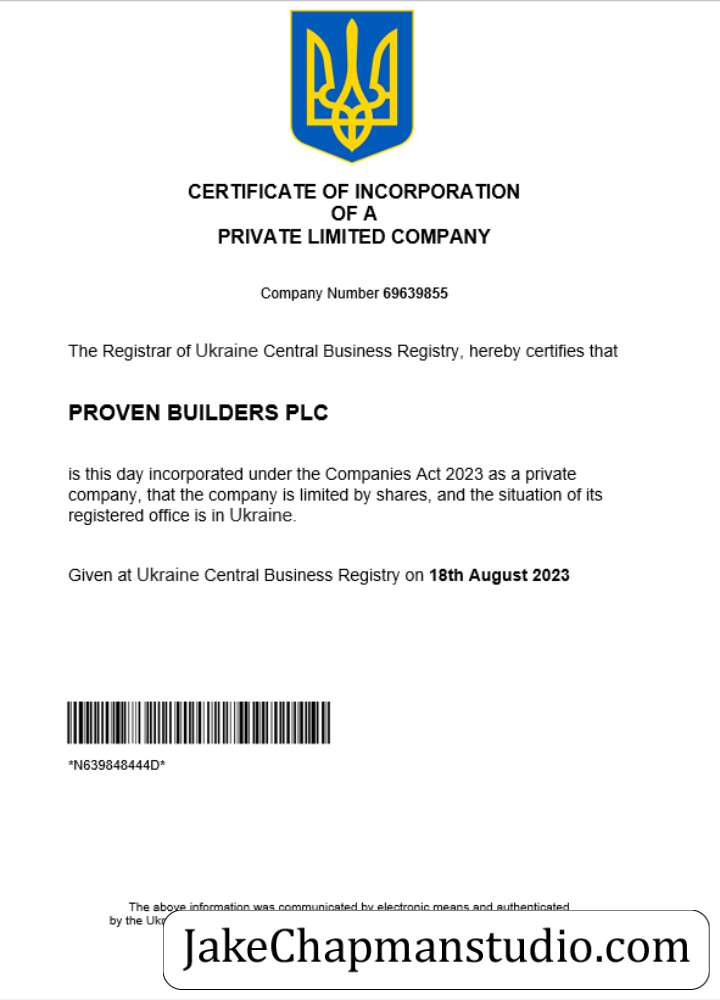 CERTIFICATE OF INCORPORATION
OF A
PRIVATE LIMITED COMPANY
Company Number 69639855
The Registrar of Ukraine Central Business Registry, hereby certifies that
PROVEN BUILDERS PLC
is this day incorporated under the Companies Act 2023 as a private
company, that the company is limited by shares, and the situation of its
registered office is in Ukraine.
Given at Ukraine Central Business Registry on 18th August 2023
*N639848444D*
The above information was communicated by electronic means and authenticated
by the
JakeChapmanstudio.com